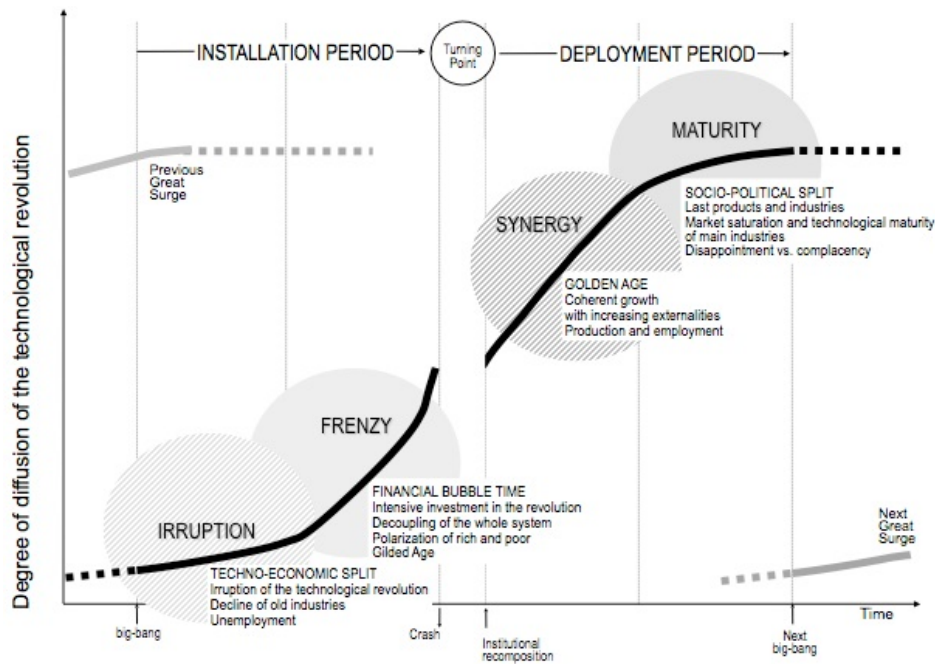 INSTALLATION PERIOD
Turning
Point
DEPLOYMENT PERIOD
Degree of diffusion of the technological revolution
Previous
Great
Surge
MATURITY
SOCIO-POLITICAL SPLIT
Last products and industries
Market saturation and technological maturity
of main industries
Disappointment vs. complacency
SYNERGY
GOLDEN AGE
Coherent growth
with increasing externalities
Production and employment
FRENZY
FINANCIAL BUBBLE TIME
Intensive investment in the revolution
Decoupling of the whole system
Polarization of rich and poor
Gilded Age
IRRUPTION
TECHNO-ECONOMIC SPLIT
Irruption of the technological revolution
Decline of old industries
Unemployment
Next
Great
Surge
Time
big-bang
Crash
Institutional
recomposition
Next
big-bang